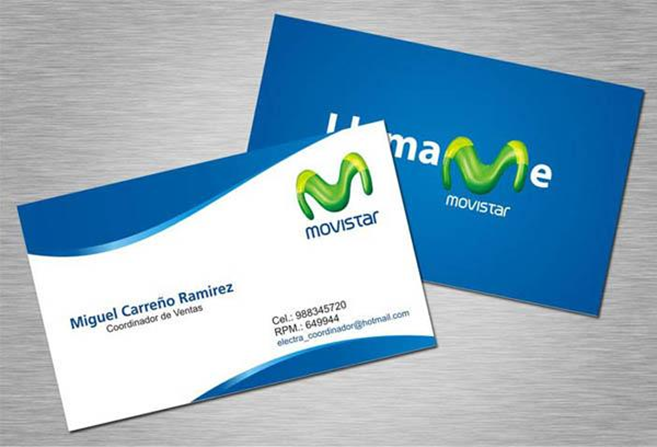 ma e
movistar
movistar
Miguel Carreño Ramirez
Coordinador de Ventas
Cel.: 988345720
RPM.: 649944
electra_coordinador@hotmail.com